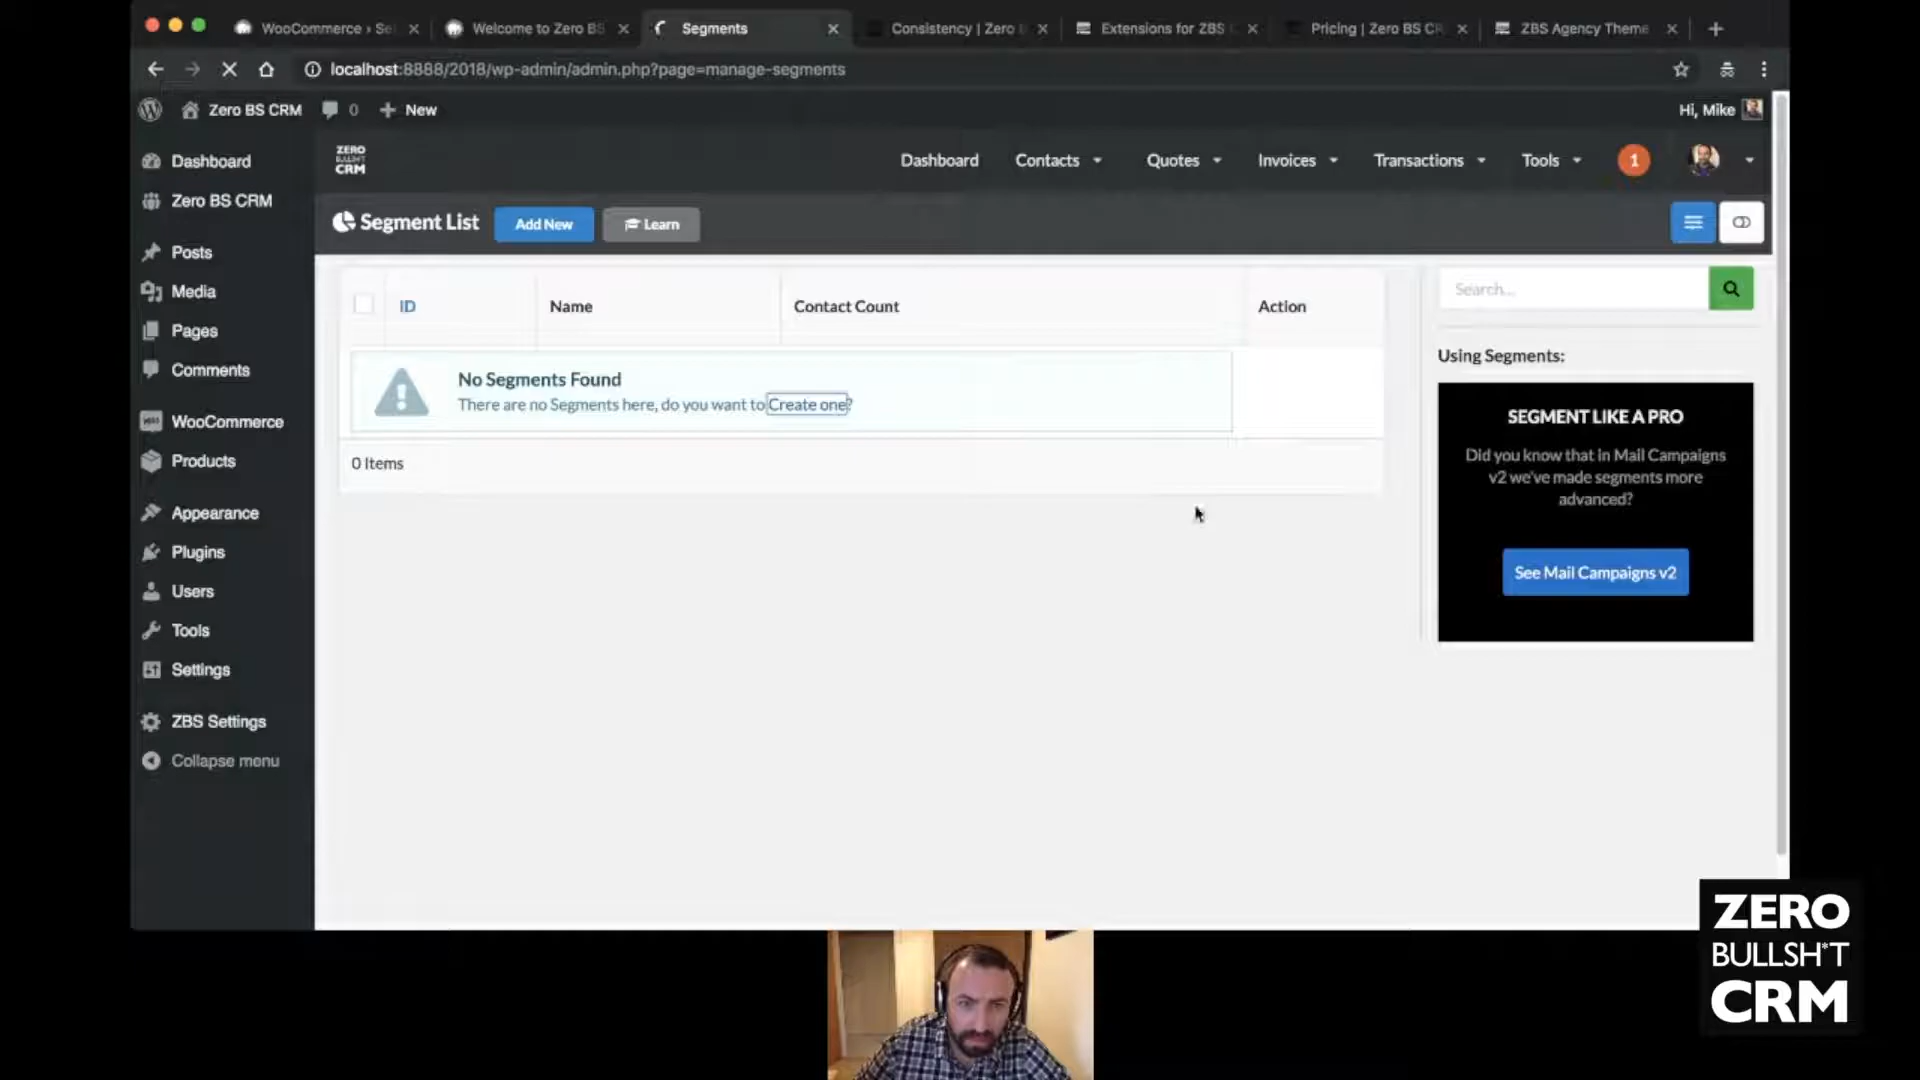 WooCommerce › Se
Welcome to Zero BS
Segments
Consistency | Zero
Extensions for ZBS
Pricing | Zero BS CR
ZBS Agency Theme
localhost:8888/2018/wp-admin/admin.php?page=manage-segments
Zero BS CRM
0
New
Hi, Mike
Dashboard
Zero BS CRM
Posts
Media
Pages
Comments
WooCommerce
Products
Appearance
Plugins
Users
Tools
Settings
ZBS Settings
Collapse menu
ZERO
BULLSH*T
CRM
Dashboard
Contacts
Quotes
Invoices
Transactions
Tools
1
Segment List
Add New
Learn
ID
Name
Contact Count
Action
No Segments Found
There are no Segments here, do you want to Create one?
0 Items
Search...
Using Segments:
SEGMENT LIKE A PRO
Did you know that in Mail Campaigns
v2 we've made segments more
advanced?
See Mail Campaigns v2
ZERO
BULLSH*T
CRM